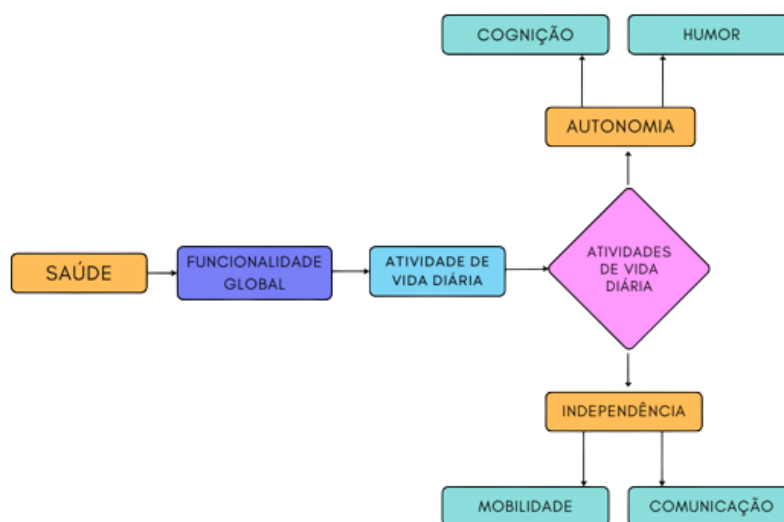 COGNIÇÃO
HUMOR
AUTONOMIA
SAÚDE
FUNCIONALIDADE
GLOBAL
ATIVIDADE DE
VIDA DIÁRIA
ATIVIDADES
DE VIDA
DIÁRIA
INDEPENDÊNCIA
MOBILIDADE
COMUNICAÇÃO